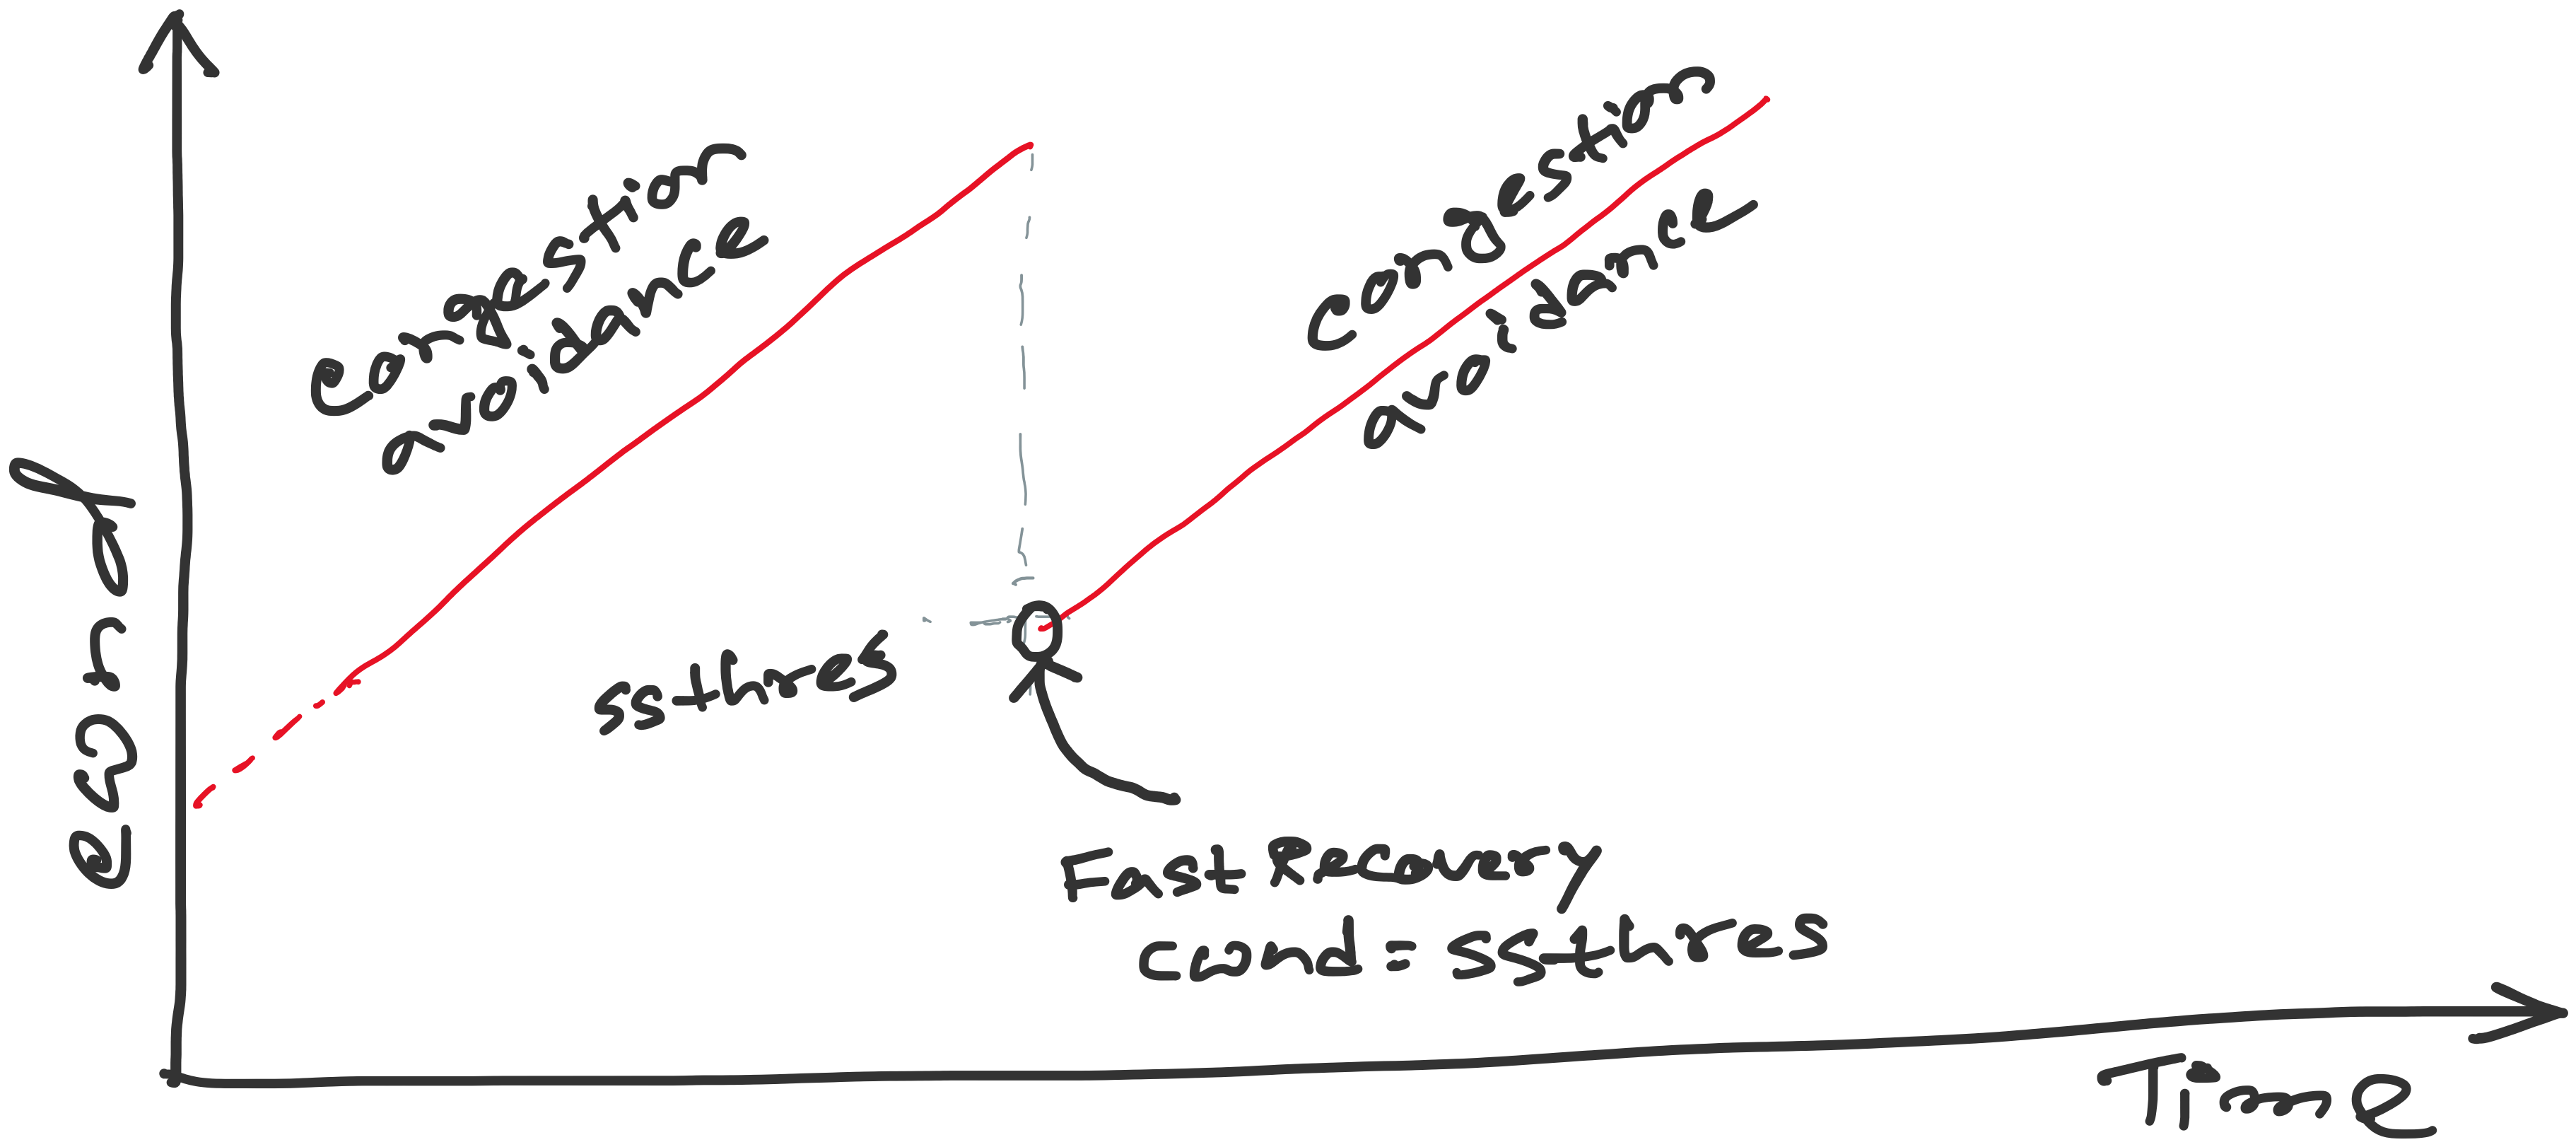 Congestion
avoidance
Congestion
avoidance
cwnd
ssthres
Fast Recovery
cwnd = ssthres
Time